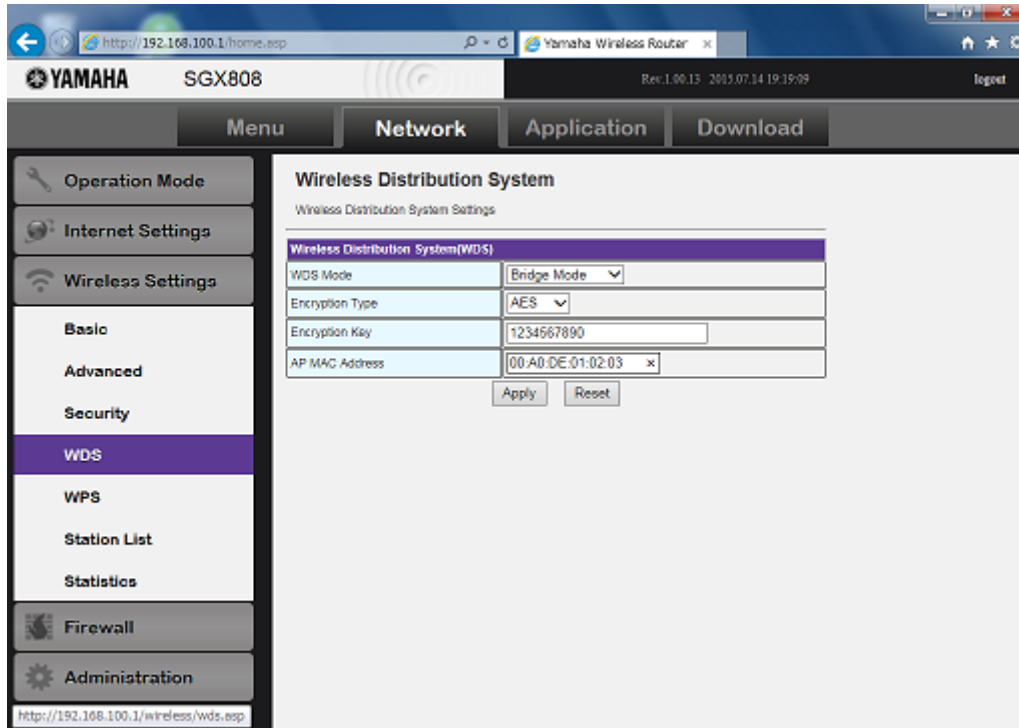 http://192.168.100.1/home.asp
Yamaha Wireless Router
YAMAHA SGX808 Rev.1.00.13 2015.07.14 19:19:09 logout
Menu Network Application Download
Operation Mode
Internet Settings
Wireless Settings
Basic
Advanced
Security
WDS
WPS
Station List
Statistics
Firewall
Administration
http://192.168.100.1/wireless/wds.asp
Wireless Distribution System
Wireless Distribution System Settings
Wireless Distribution System(WDS)
WDS Mode Bridge Mode
Encryption Type AES
Encryption Key 1234567890
AP MAC Address 00:A0:DE:01:02:03
Apply Reset